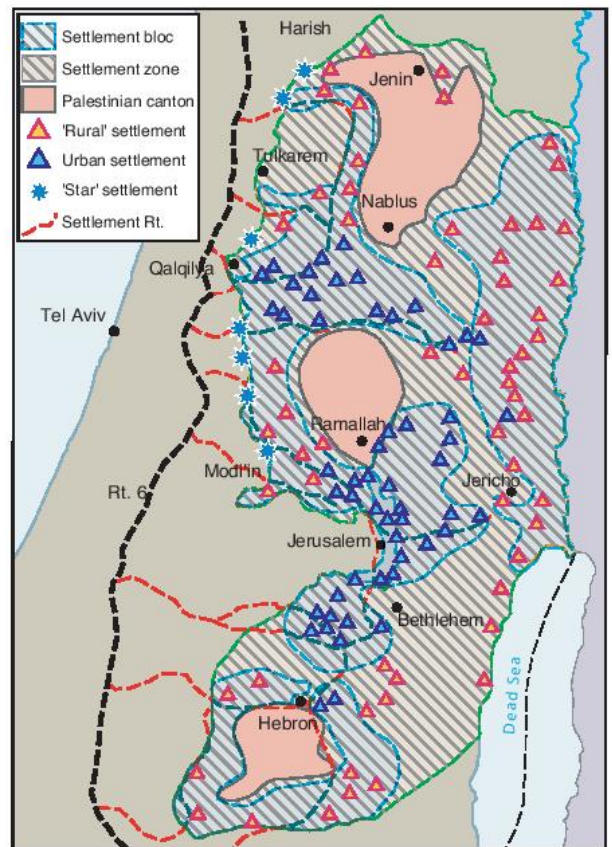 Settlement bloc
Settlement zone
Palestinian canton
'Rural' settlement
Urban settlement
'Star' settlement
Settlement Rt.
Harish
Jenin
Tulkarem
Nablus
Qalqilya
Tel Aviv
Ramallah
Modi'in
Rt. 6
Jericho
Jerusalem
Bethlehem
Dead Sea
Hebron